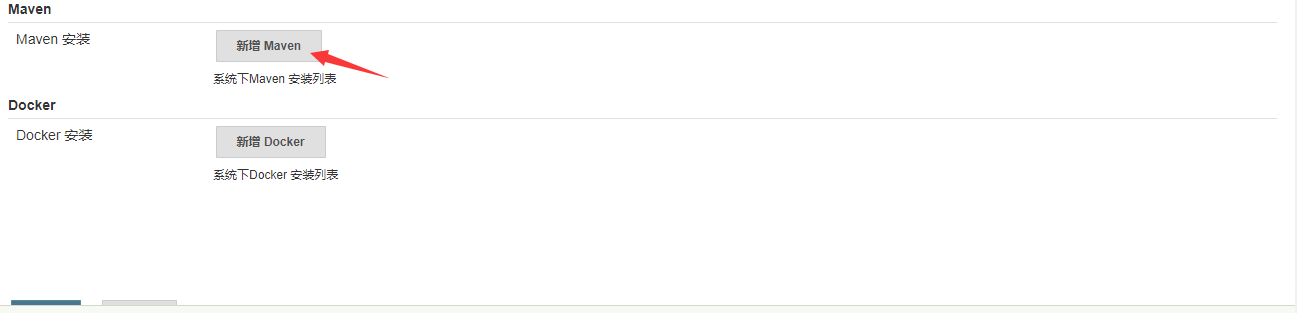 Maven
Maven 安装
新增 Maven
系统下Maven 安装列表
Docker
Docker 安装
新增 Docker
系统下Docker 安装列表